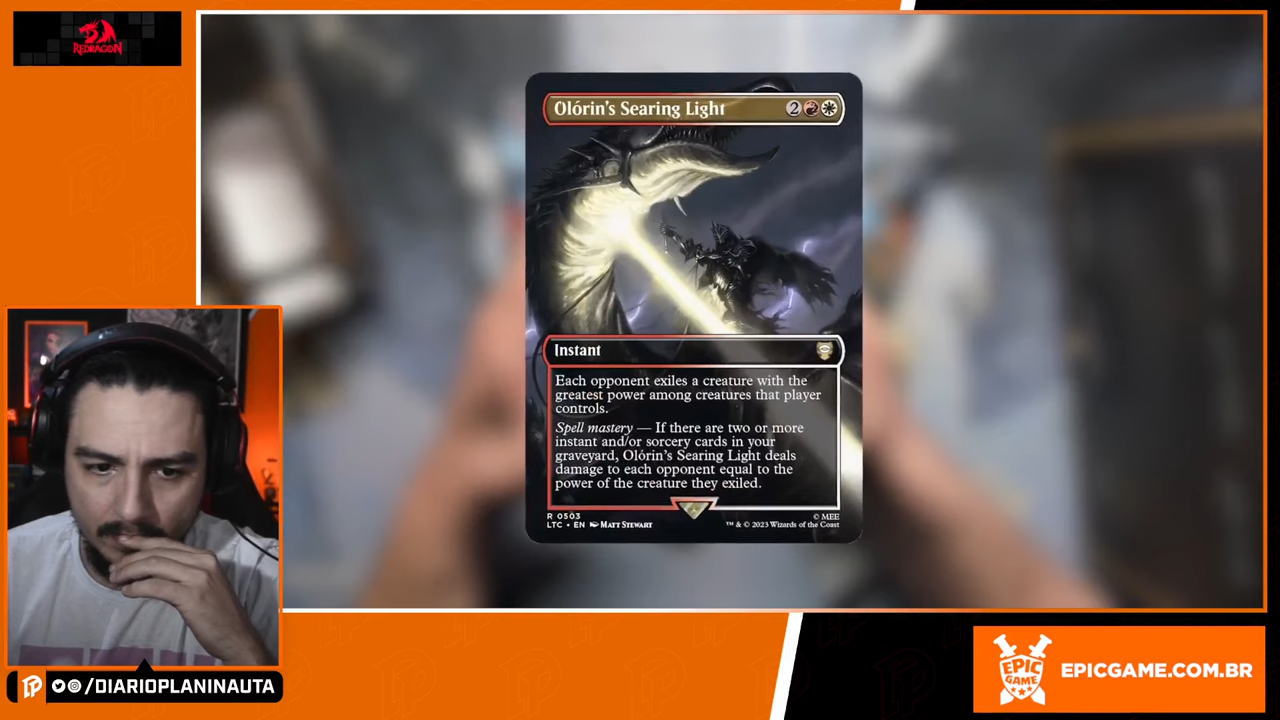 REDRAGON
Olórin's Searing Light
2
Instant
Each opponent exiles a creature with the
greatest power among creatures that player
controls.
Spell mastery — If there are two or more
instant and/or sorcery cards in your
graveyard, Olórin's Searing Light deals
damage to each opponent equal to the
power of the creature they exiled.
R 0503
LTC • EN MATT STEWART
© MEE
™ & © 2023 Wizards of the Coast
/DIARIOPLANINAUTA
EPIC
GAME
EPICGAME.COM.BR